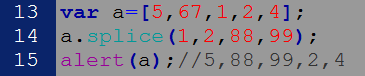 13 var a=[5,67,1,2,4];
14 a.splice(1,2,88,99);
15 alert(a);//5,88,99,2,4